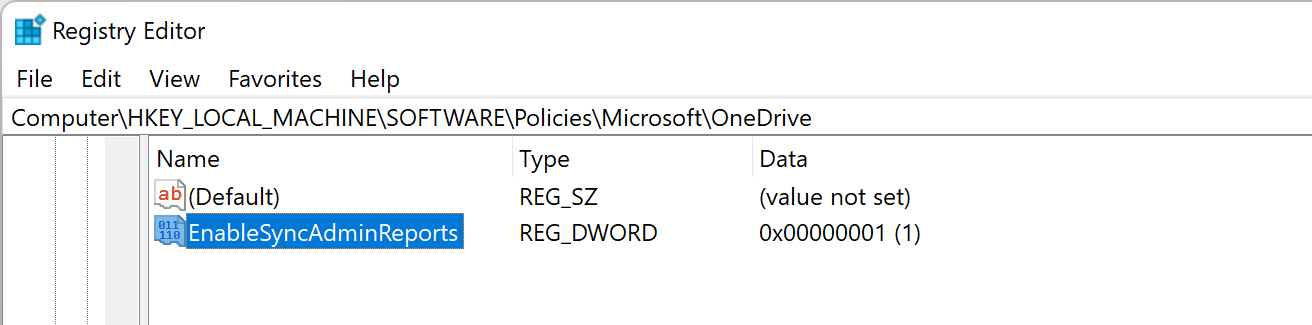 Registry Editor
File Edit View Favorites Help
Computer\HKEY_LOCAL_MACHINE\SOFTWARE\Policies\Microsoft\OneDrive
Name Type Data
ab (Default) REG_SZ (value not set)
011
110 EnableSyncAdminReports REG_DWORD 0x00000001 (1)